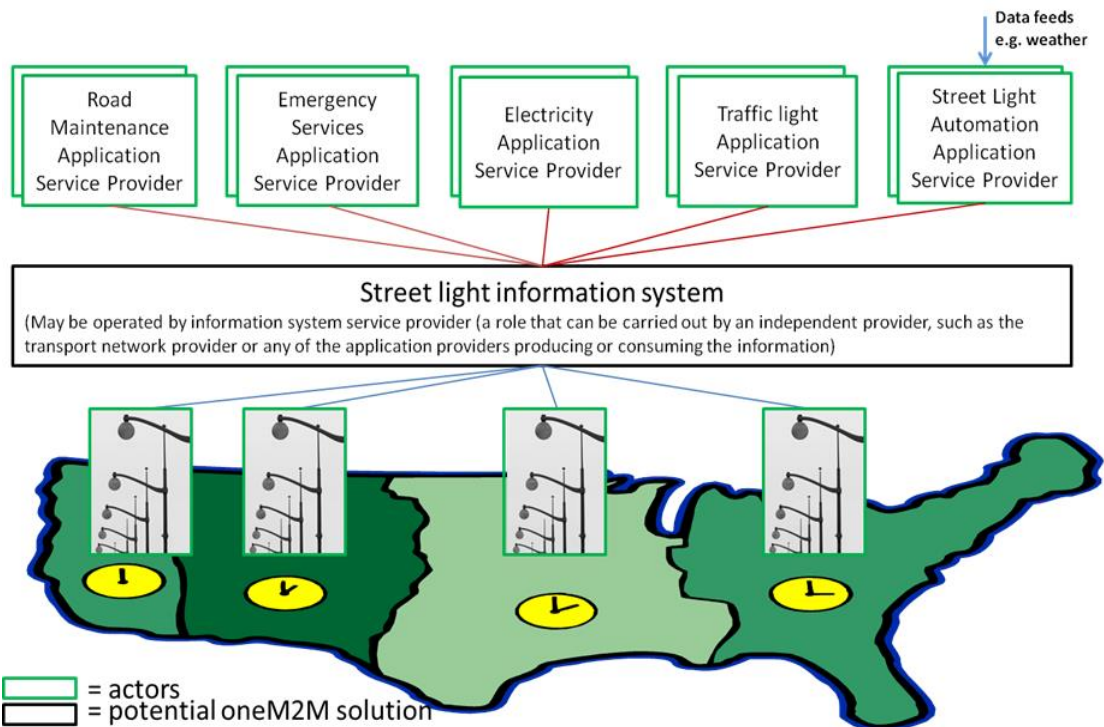 Data feeds
e.g. weather
Road
Maintenance
Application
Service Provider
Emergency
Services
Application
Service Provider
Electricity
Application
Service Provider
Traffic light
Application
Service Provider
Street Light
Automation
Application
Service Provider
Street light information system
(May be operated by information system service provider (a role that can be carried out by an independent provider, such as the
transport network provider or any of the application providers producing or consuming the information)
= actors
= potential oneM2M solution